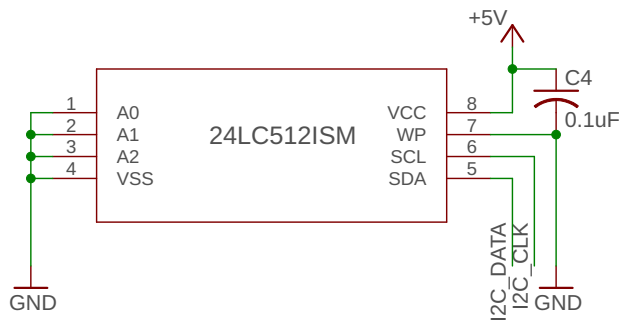 +5V
C4
0.1uF
24LC512ISM
1 A0
2 A1
3 A2
4 VSS
VCC 8
WP 7
SCL 6
SDA 5
I2C_DATA
I2C_CLK
GND
GND